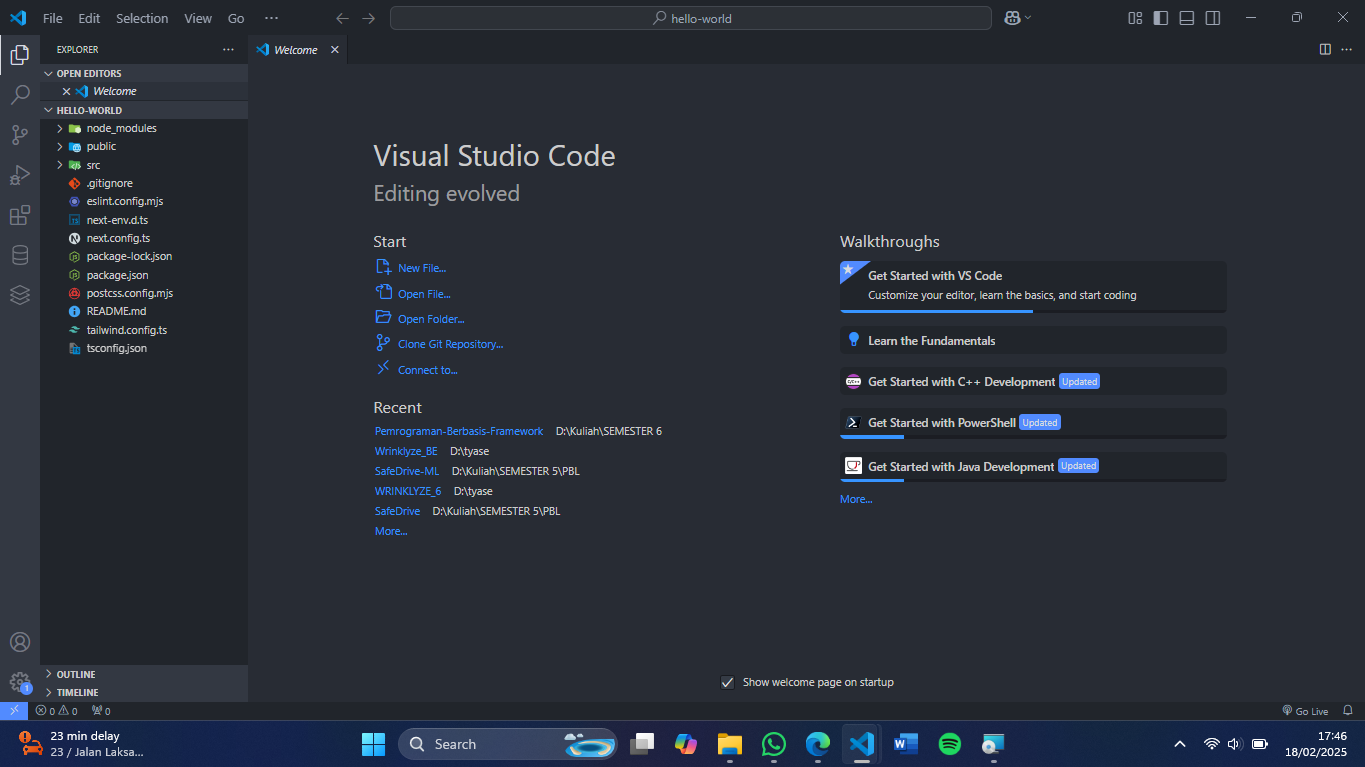 File Edit Selection View Go ···
hello-world
EXPLORER ···
OPEN EDITORS
Welcome
HELLO-WORLD
node_modules
public
src
.gitignore
eslint.config.mjs
next-env.d.ts
next.config.ts
package-lock.json
package.json
postcss.config.mjs
README.md
tailwind.config.ts
tsconfig.json
OUTLINE
TIMELINE
Welcome
Visual Studio Code
Editing evolved
Start
New File...
Open File...
Open Folder...
Clone Git Repository...
Connect to...
Recent
Pemrograman-Berbasis-Framework D:\Kuliah\SEMESTER 6
Wrinklyze_BE D:\tyase
SafeDrive-ML D:\Kuliah\SEMESTER 5\PBL
WRINKLYZE_6 D:\tyase
SafeDrive D:\Kuliah\SEMESTER 5\PBL
More...
Walkthroughs
Get Started with VS Code
Customize your editor, learn the basics, and start coding
Learn the Fundamentals
Get Started with C++ Development Updated
Get Started with PowerShell Updated
Get Started with Java Development Updated
More...
Show welcome page on startup
1
0 0 0
Go Live
23 min delay
23 / Jalan Laksa...
Search
17:46
18/02/2025